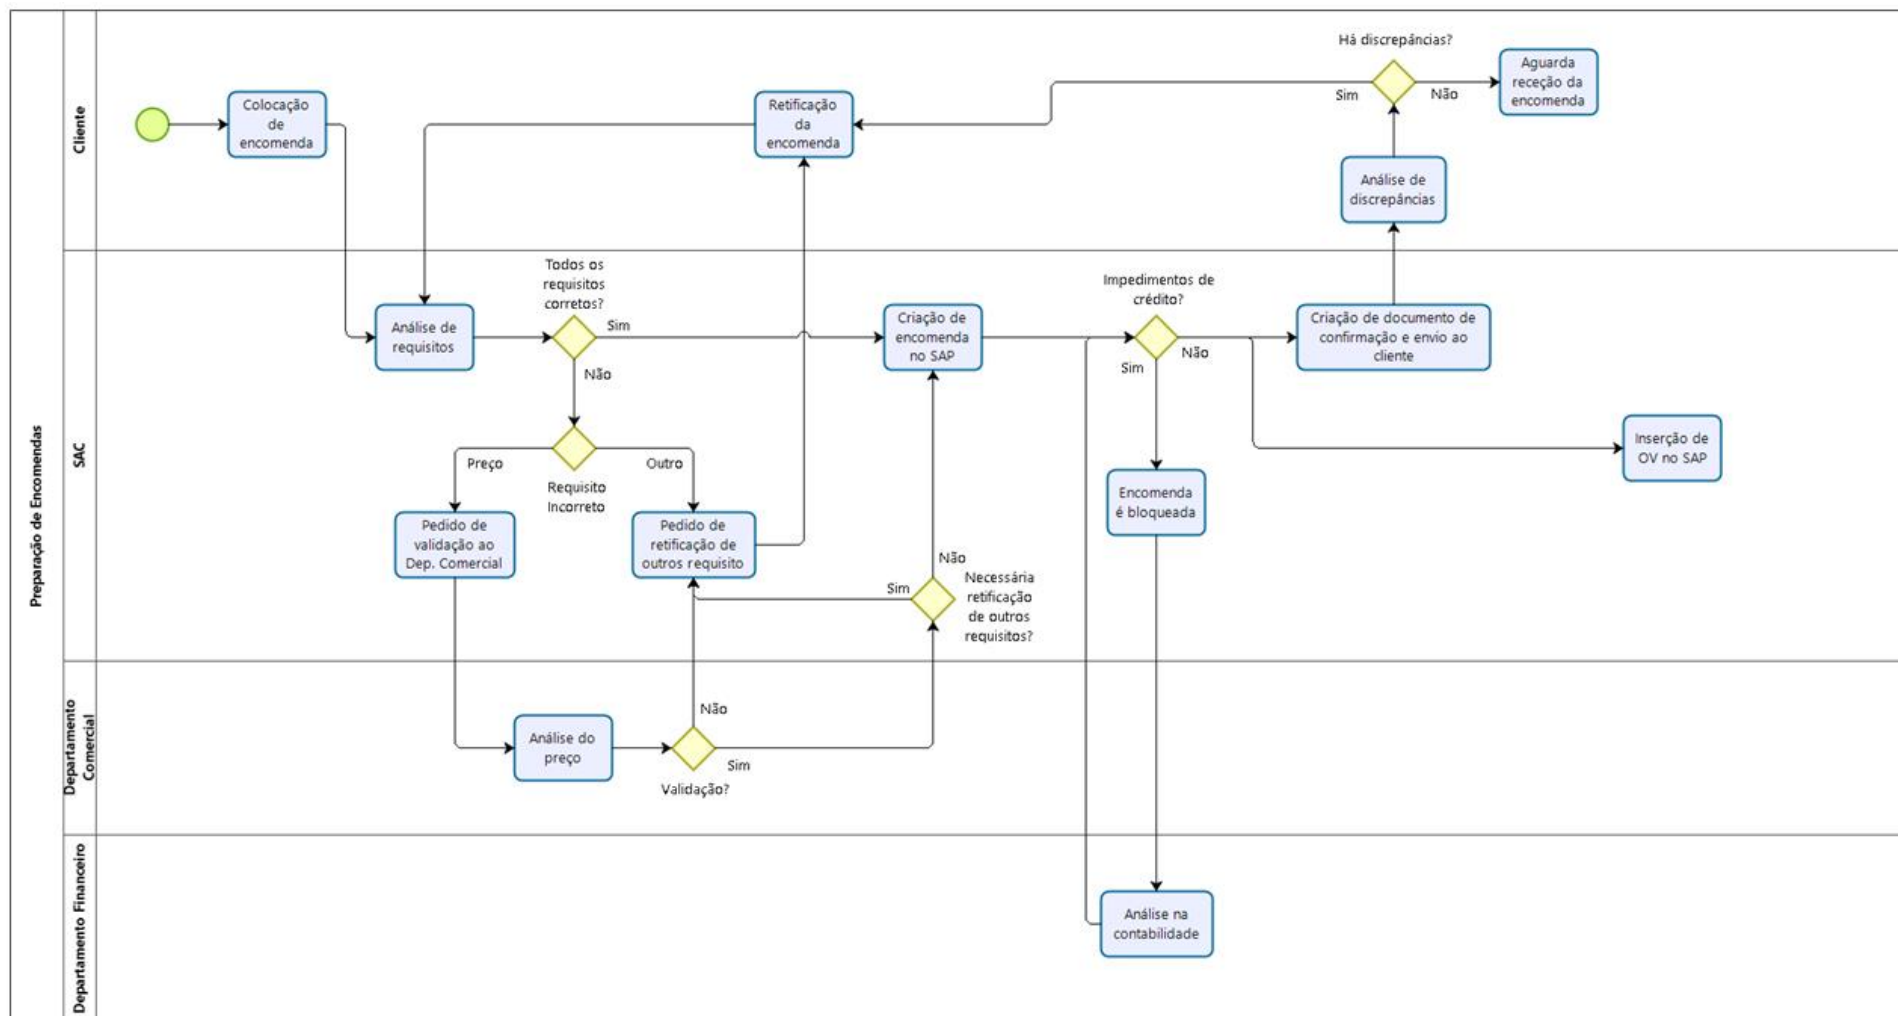 Preparação de Encomendas
Cliente
Colocação
de
encomenda
Retificação
da
encomenda
Há discrepâncias?
Sim
Não
Aguarda
receção da
encomenda
Análise de
discrepâncias
SAC
Análise de
requisitos
Todos os
requisitos
corretos?
Sim
Não
Requisito
Incorreto
Preço
Outro
Pedido de
validação ao
Dep. Comercial
Pedido de
retificação de
outros requisito
Criação de
encomenda
no SAP
Não
Sim
Necessária
retificação
de outros
requisitos?
Impedimentos de
crédito?
Sim
Não
Encomenda
é bloqueada
Criação de documento de
confirmação e envio ao
cliente
Inserção de
OV no SAP
Departamento
Comercial
Análise do
preço
Não
Sim
Validação?
Departamento Financeiro
Análise na
contabilidade